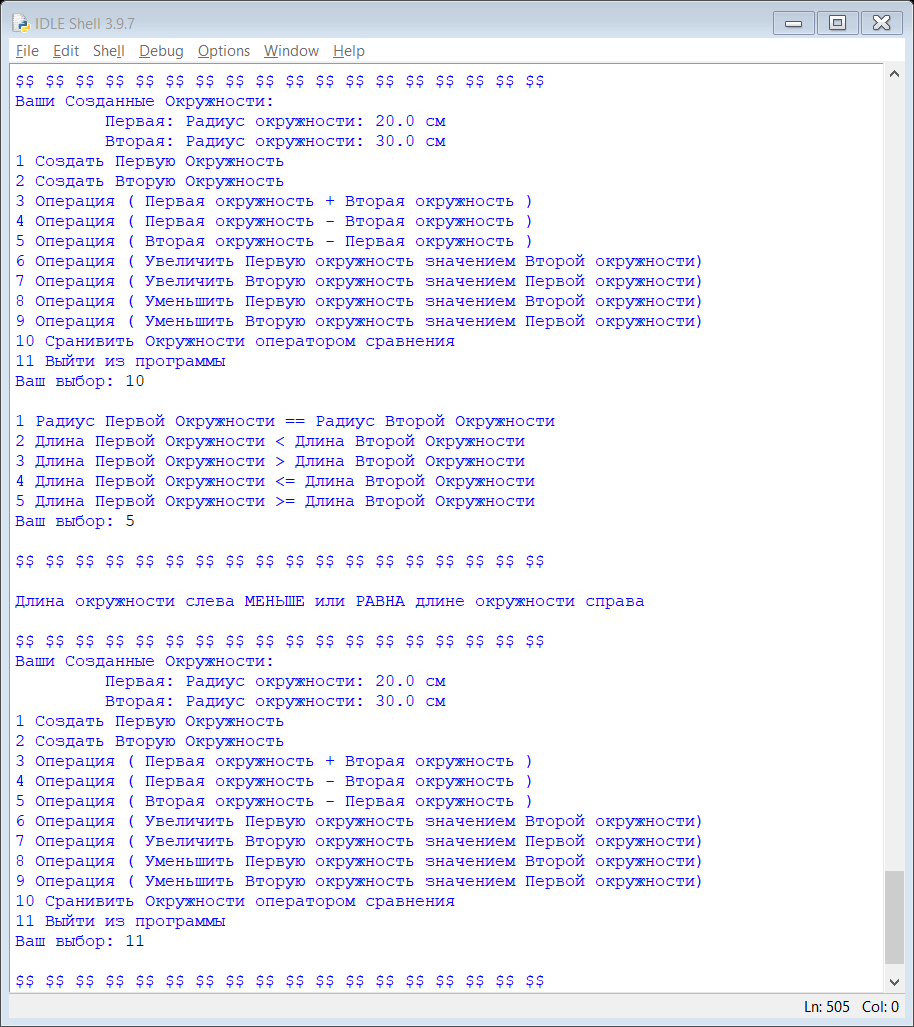 IDLE Shell 3.9.7
File Edit Shell Debug Options Window Help
$$ $$ $$ $$ $$ $$ $$ $$ $$ $$ $$ $$ $$ $$ $$ $$ $$ $$
Ваши Созданные Окружности:
Первая: Радиус окружности: 20.0 см
Вторая: Радиус окружности: 30.0 см
1 Создать Первую Окружность
2 Создать Вторую Окружность
3 Операция ( Первая окружность + Вторая окружность )
4 Операция ( Первая окружность - Вторая окружность )
5 Операция ( Вторая окружность - Первая окружность )
6 Операция ( Увеличить Первую окружность значением Второй окружности)
7 Операция ( Увеличить Вторую окружность значением Первой окружности)
8 Операция ( Уменьшить Первую окружность значением Второй окружности)
9 Операция ( Уменьшить Вторую окружность значением Первой окружности)
10 Сранивить Окружности оператором сравнения
11 Выйти из программы
Ваш выбор: 10
1 Радиус Первой Окружности == Радиус Второй Окружности
2 Длина Первой Окружности < Длина Второй Окружности
3 Длина Первой Окружности > Длина Второй Окружности
4 Длина Первой Окружности <= Длина Второй Окружности
5 Длина Первой Окружности >= Длина Второй Окружности
Ваш выбор: 5
$$ $$ $$ $$ $$ $$ $$ $$ $$ $$ $$ $$ $$ $$ $$ $$ $$ $$
Длина окружности слева МЕНЬШЕ или РАВНА длине окружности справа
$$ $$ $$ $$ $$ $$ $$ $$ $$ $$ $$ $$ $$ $$ $$ $$ $$ $$
Ваши Созданные Окружности:
Первая: Радиус окружности: 20.0 см
Вторая: Радиус окружности: 30.0 см
1 Создать Первую Окружность
2 Создать Вторую Окружность
3 Операция ( Первая окружность + Вторая окружность )
4 Операция ( Первая окружность - Вторая окружность )
5 Операция ( Вторая окружность - Первая окружность )
6 Операция ( Увеличить Первую окружность значением Второй окружности)
7 Операция ( Увеличить Вторую окружность значением Первой окружности)
8 Операция ( Уменьшить Первую окружность значением Второй окружности)
9 Операция ( Уменьшить Вторую окружность значением Первой окружности)
10 Сранивить Окружности оператором сравнения
11 Выйти из программы
Ваш выбор: 11
$$ $$ $$ $$ $$ $$ $$ $$ $$ $$ $$ $$ $$ $$ $$ $$ $$ $$
Ln: 505 Col: 0